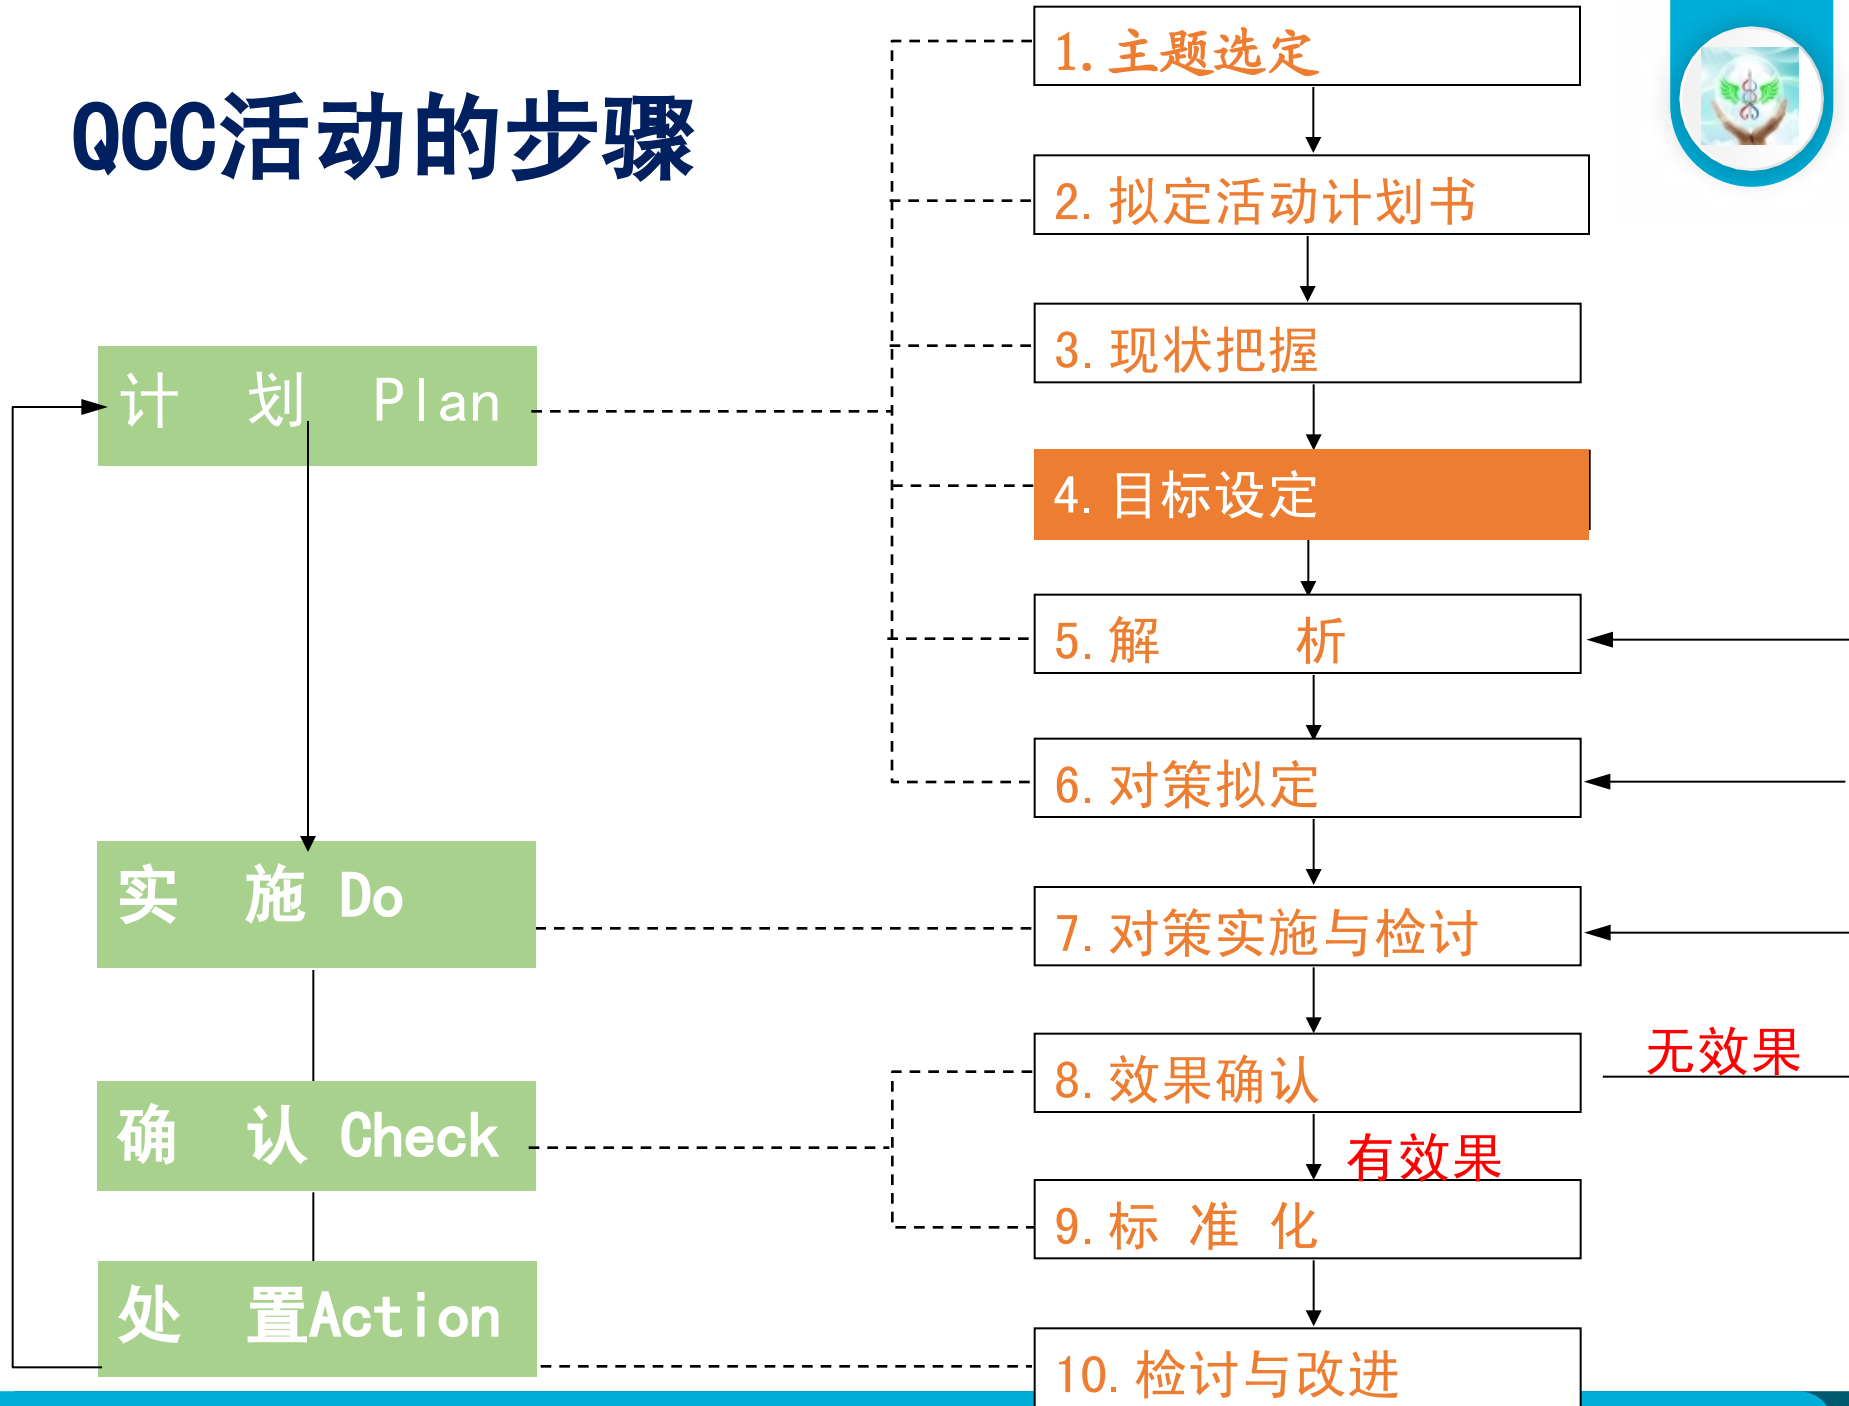 QCC活动的步骤
1.主题选定
2.拟定活动计划书
3.现状把握
计 划 Plan
4.目标设定
5.解 析
6.对策拟定
实 施 Do
7.对策实施与检讨
无效果
8.效果确认
确 认 Check
有效果
9.标 准 化
处 置Action
10.检讨与改进